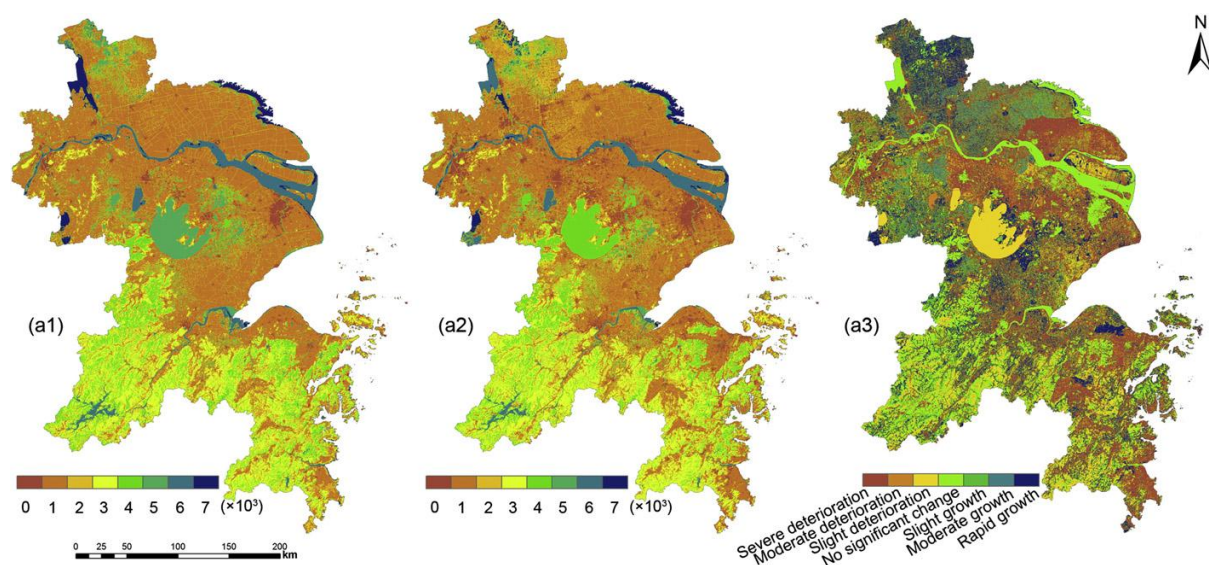 N
(a1)
(a2)
(a3)
0 1 2 3 4 5 6 7 (×10³)
0 1 2 3 4 5 6 7 (×10³)
Severe deterioration
Moderate deterioration
Slight deterioration
No significant change
Slight growth
Moderate growth
Rapid growth
0 25 50 100 150 200
km